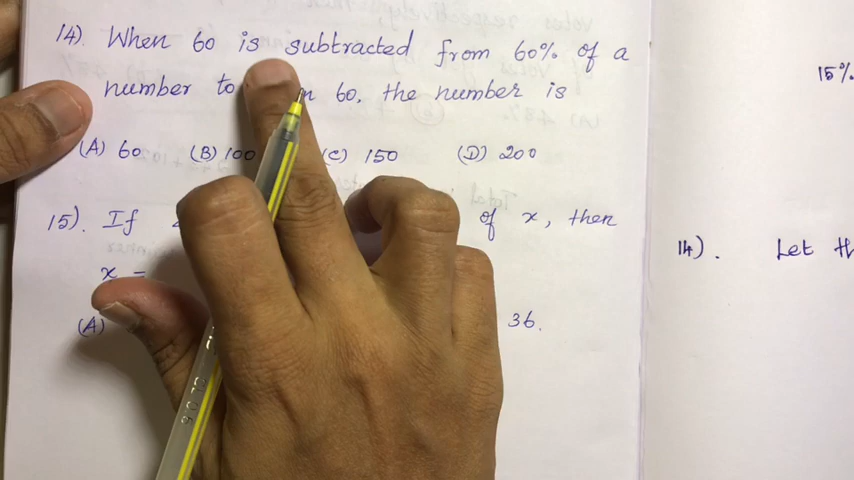 14). When 60 is subtracted from 60% of a
number to 60, the number is
(A) 60 (B) 100 (C) 150 (D) 200
15). If of x, then
x =
(A) 36.
15%
14). Let